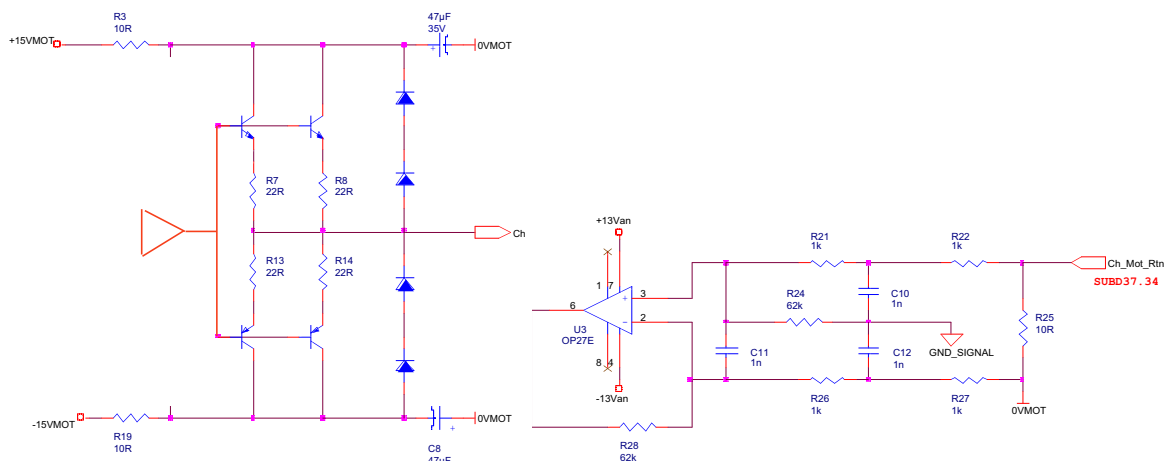 R3
10R
+15VMOT
47µF
35V
+
0VMOT
R7
22R
R8
22R
Ch
R13
22R
R14
22R
-15VMOT
R19
10R
+
0VMOT
C8
47µF
+13Van
1
7
3
+
6
2
−
U3
OP27E
8
4
-13Van
R21
1k
R22
1k
Ch_Mot_Rtn
SUBD37.34
R24
62k
C10
1n
R25
10R
GND_SIGNAL
C11
1n
C12
1n
R26
1k
R27
1k
0VMOT
R28
62k